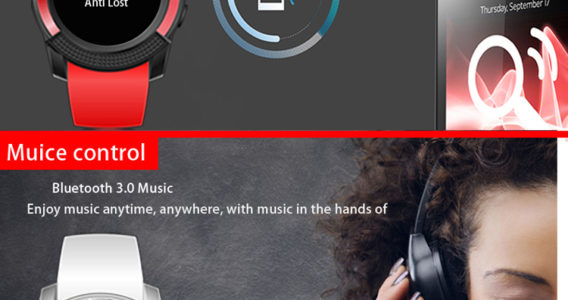 Anti Lost
Thursday, September 17
Muice control
Bluetooth 3.0 Music
Enjoy music anytime, anywhere, with music in the hands of